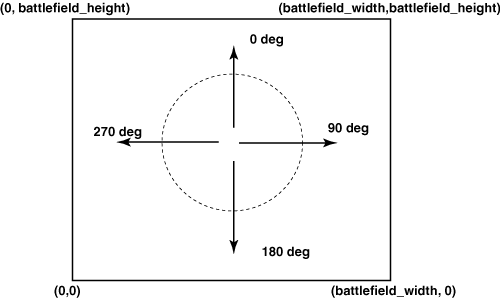 (0, battlefield_height) (battlefield_width,battlefield_height)
0 deg
270 deg 90 deg
180 deg
(0,0) (battlefield_width, 0)